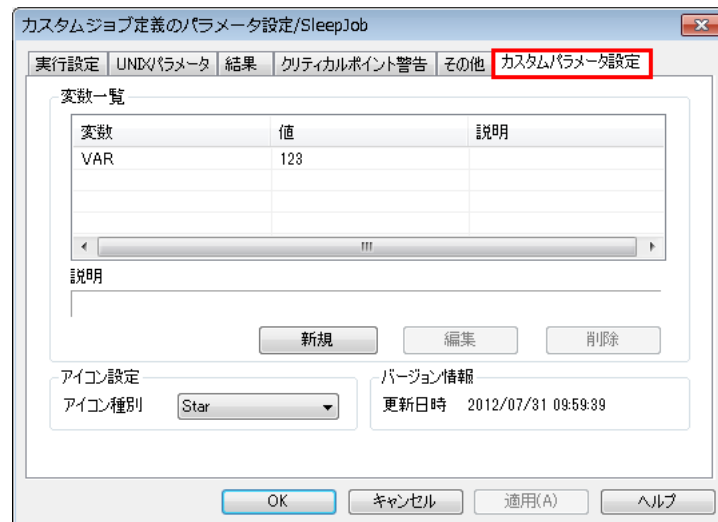 カスタムジョブ定義のパラメータ設定/SleepJob
実行設定 UNIXパラメータ 結果 クリティカルポイント警告 その他 カスタムパラメータ設定
変数一覧
変数 値 説明
VAR 123
説明
新規 編集 削除
アイコン設定 バージョン情報
アイコン種別 Star 更新日時 2012/07/31 09:59:39
OK キャンセル 適用(A) ヘルプ